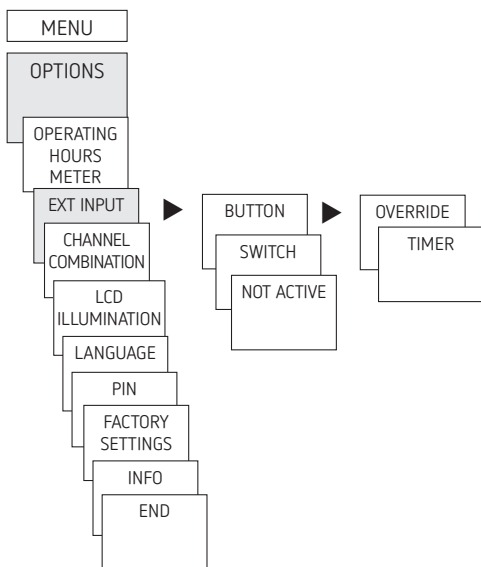 MENU
OPTIONS
OPERATING
HOURS
METER
EXT INPUT
CHANNEL
COMBINATION
LCD
ILLUMINATION
LANGUAGE
PIN
FACTORY
SETTINGS
INFO
END
BUTTON
SWITCH
NOT ACTIVE
OVERRIDE
TIMER